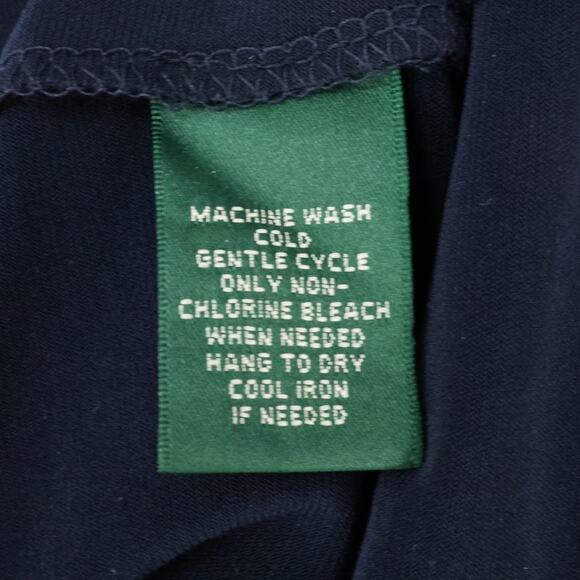 MACHINE WASH
COLD
GENTLE CYCLE
ONLY NON-
CHLORINE BLEACH
WHEN NEEDED
HANG TO DRY
COOL IRON
IF NEEDED